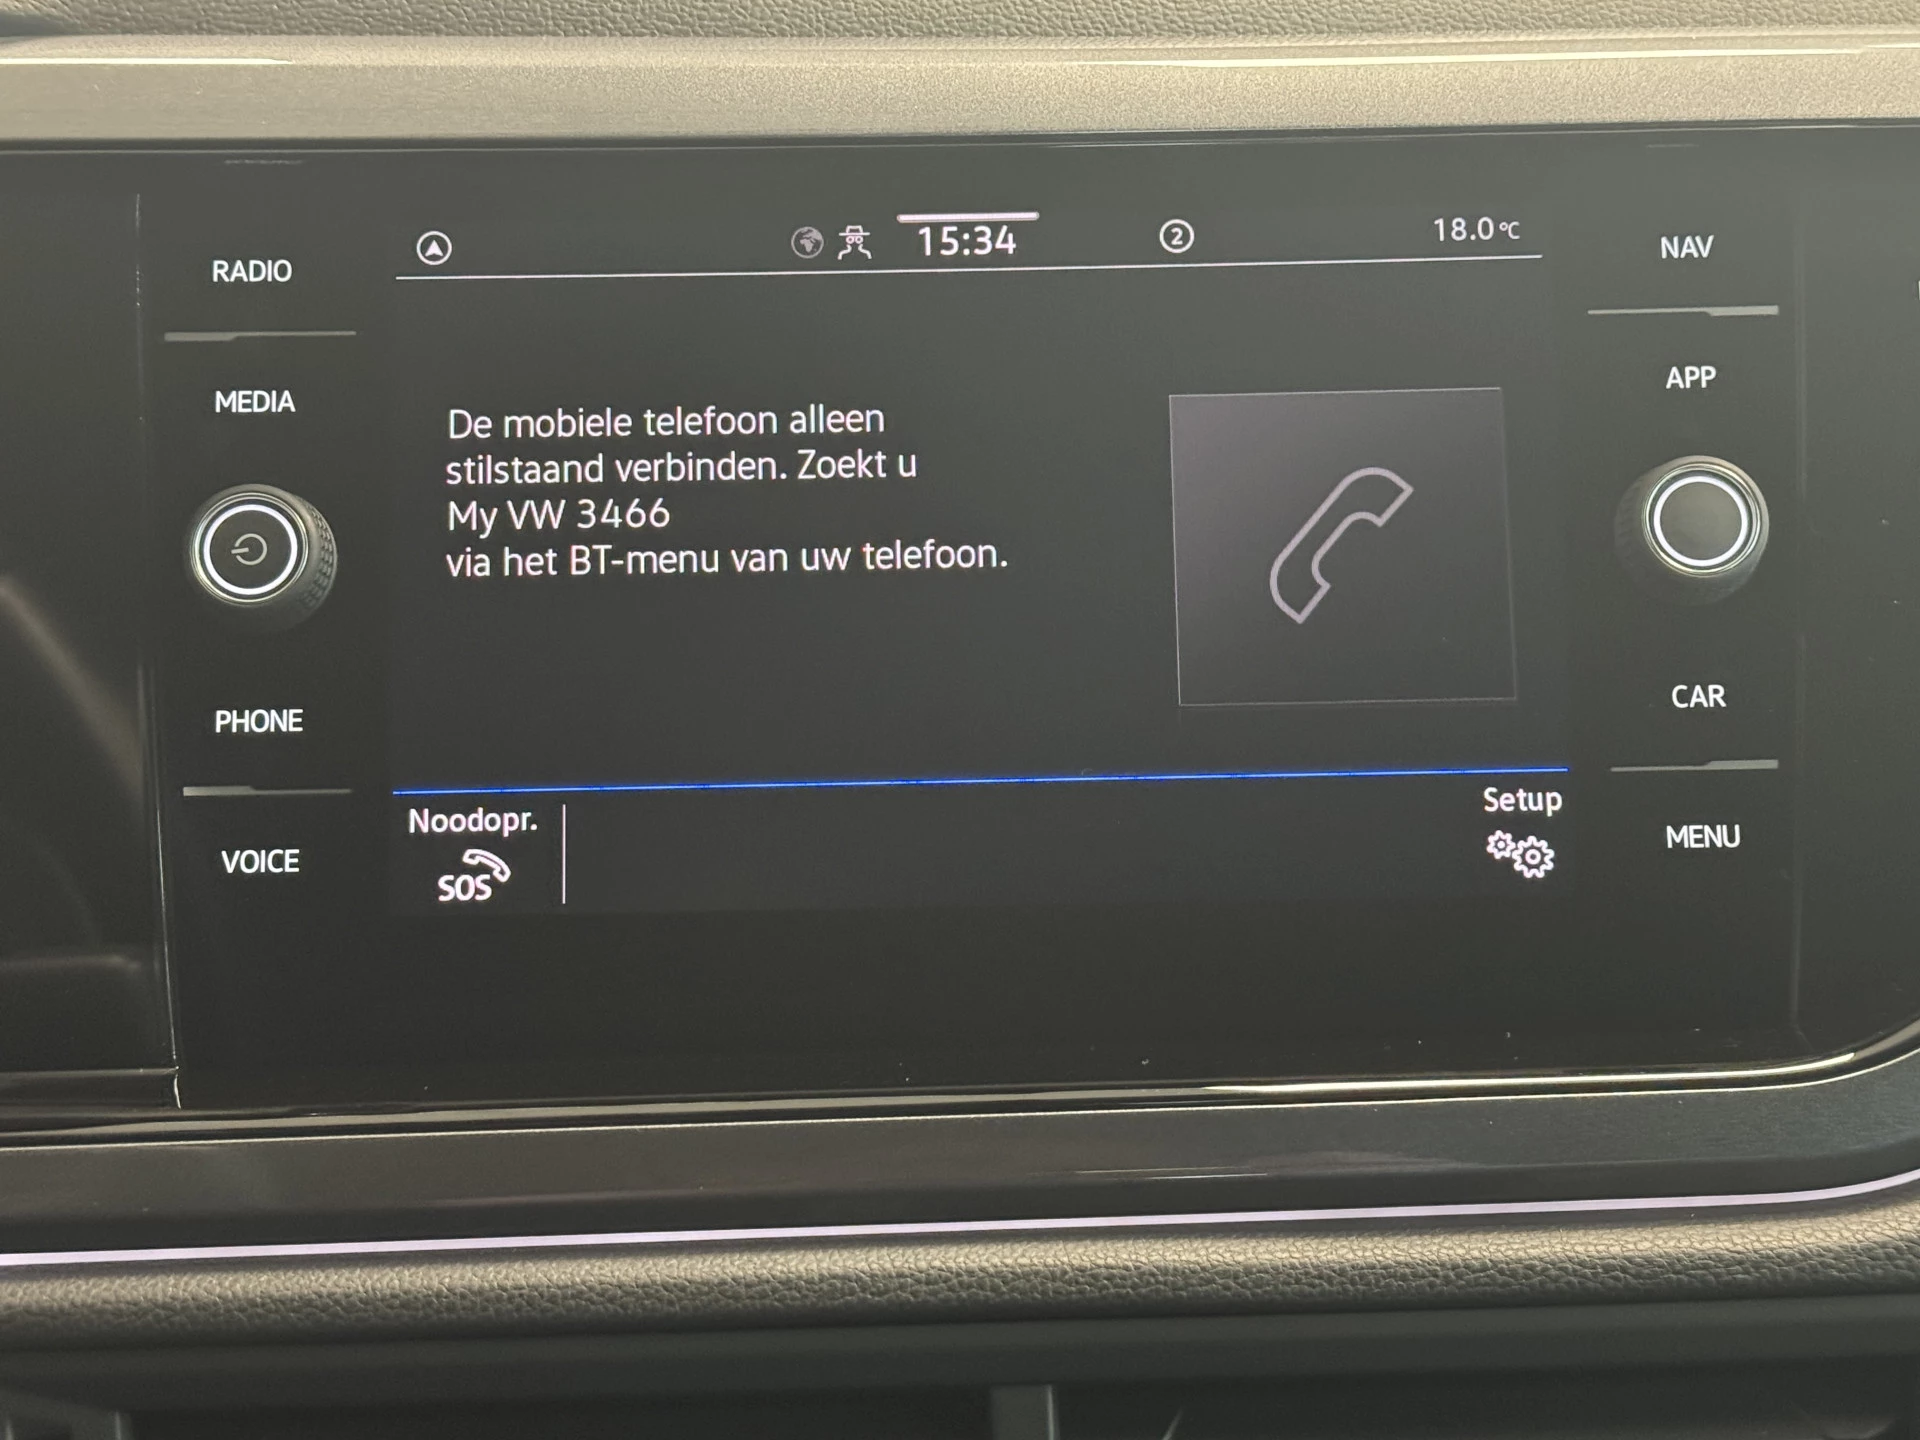 RADIO
MEDIA
PHONE
VOICE
15:34
2
18.0°C
De mobiele telefoon alleen
stilstaand verbinden. Zoekt u
My VW 3466
via het BT-menu van uw telefoon.
Noodopr.
SOS
Setup
NAV
APP
CAR
MENU